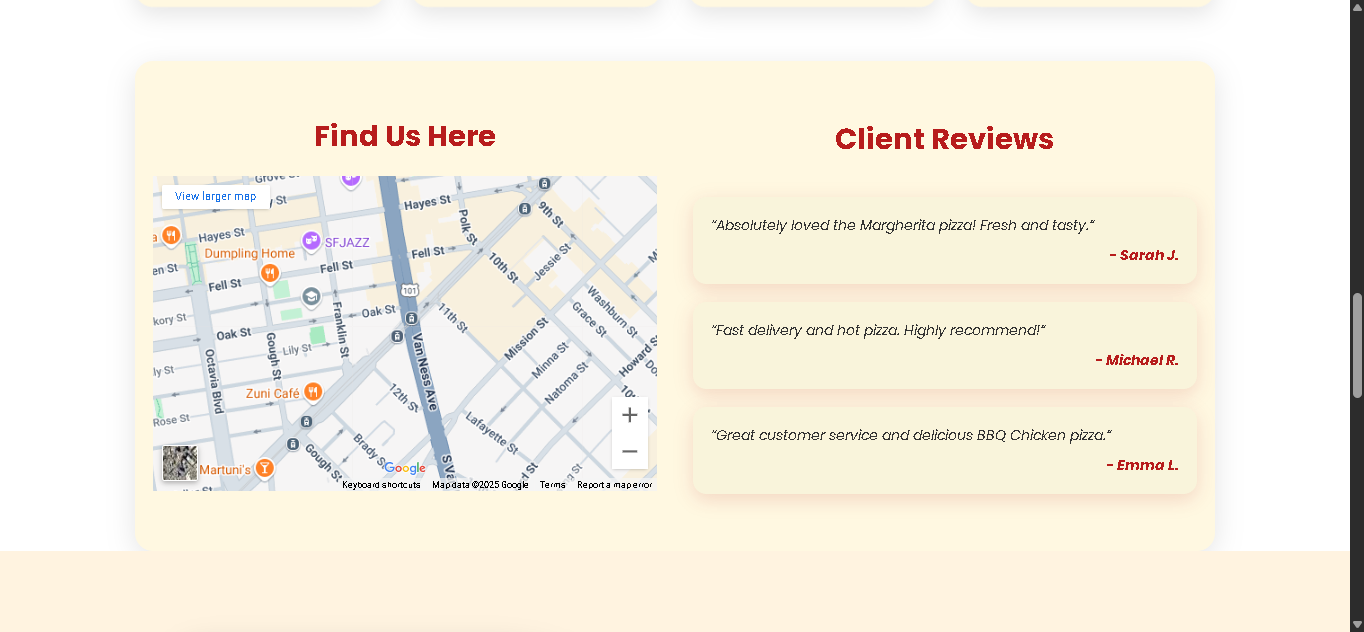 Find Us Here
View larger map
Grove St
Hayes St
9th St
Polk St
Hayes St
SFJAZZ
Dumpling Home
Fell St
Jessie St
10th St
Fell St
101
Washburn St
Grace St
11th St
Oak St
Franklin St
Oak St
Lily St
Gough St
Octavia Blvd
Van Ness Ave
Mission St
Minna St
Natoma St
Howard St
Zuni Café
12th St
Rose St
Lafayette St
Brady St
Gough St
Martuni's
Google
Keyboard shortcuts
Map data ©2025 Google
Terms
Report a map error
Client Reviews
"Absolutely loved the Margherita pizza! Fresh and tasty."
- Sarah J.
"Fast delivery and hot pizza. Highly recommend!"
- Michael R.
"Great customer service and delicious BBQ Chicken pizza."
- Emma L.